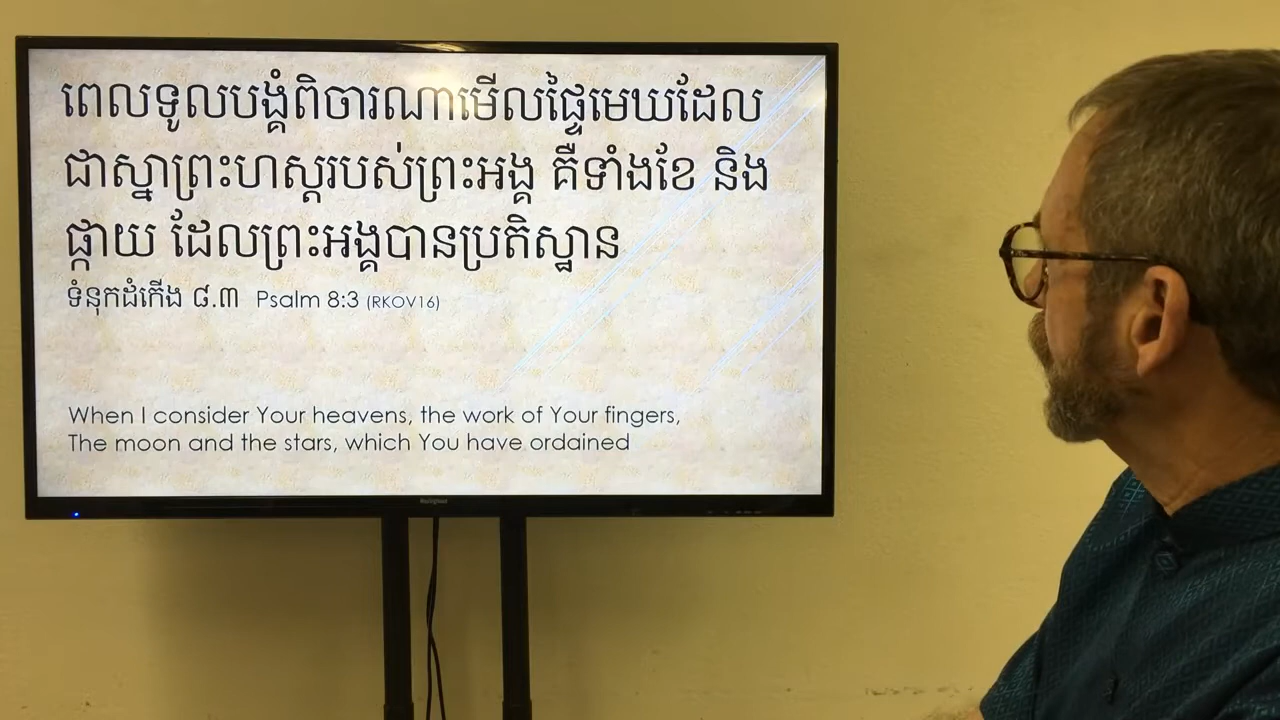 ពេលទូលបង្គំពិចារណាមើលផ្ទៃមេឃដែល
ជាស្នាព្រះហស្តរបស់ព្រះអង្គ គឺទាំងខែ និង
ផ្កាយ ដែលព្រះអង្គបានប្រតិស្ឋាន
ទំនុកដំកើង ៨.៣ Psalm 8:3 (RKOV16)
When I consider Your heavens, the work of Your fingers,
The moon and the stars, which You have ordained